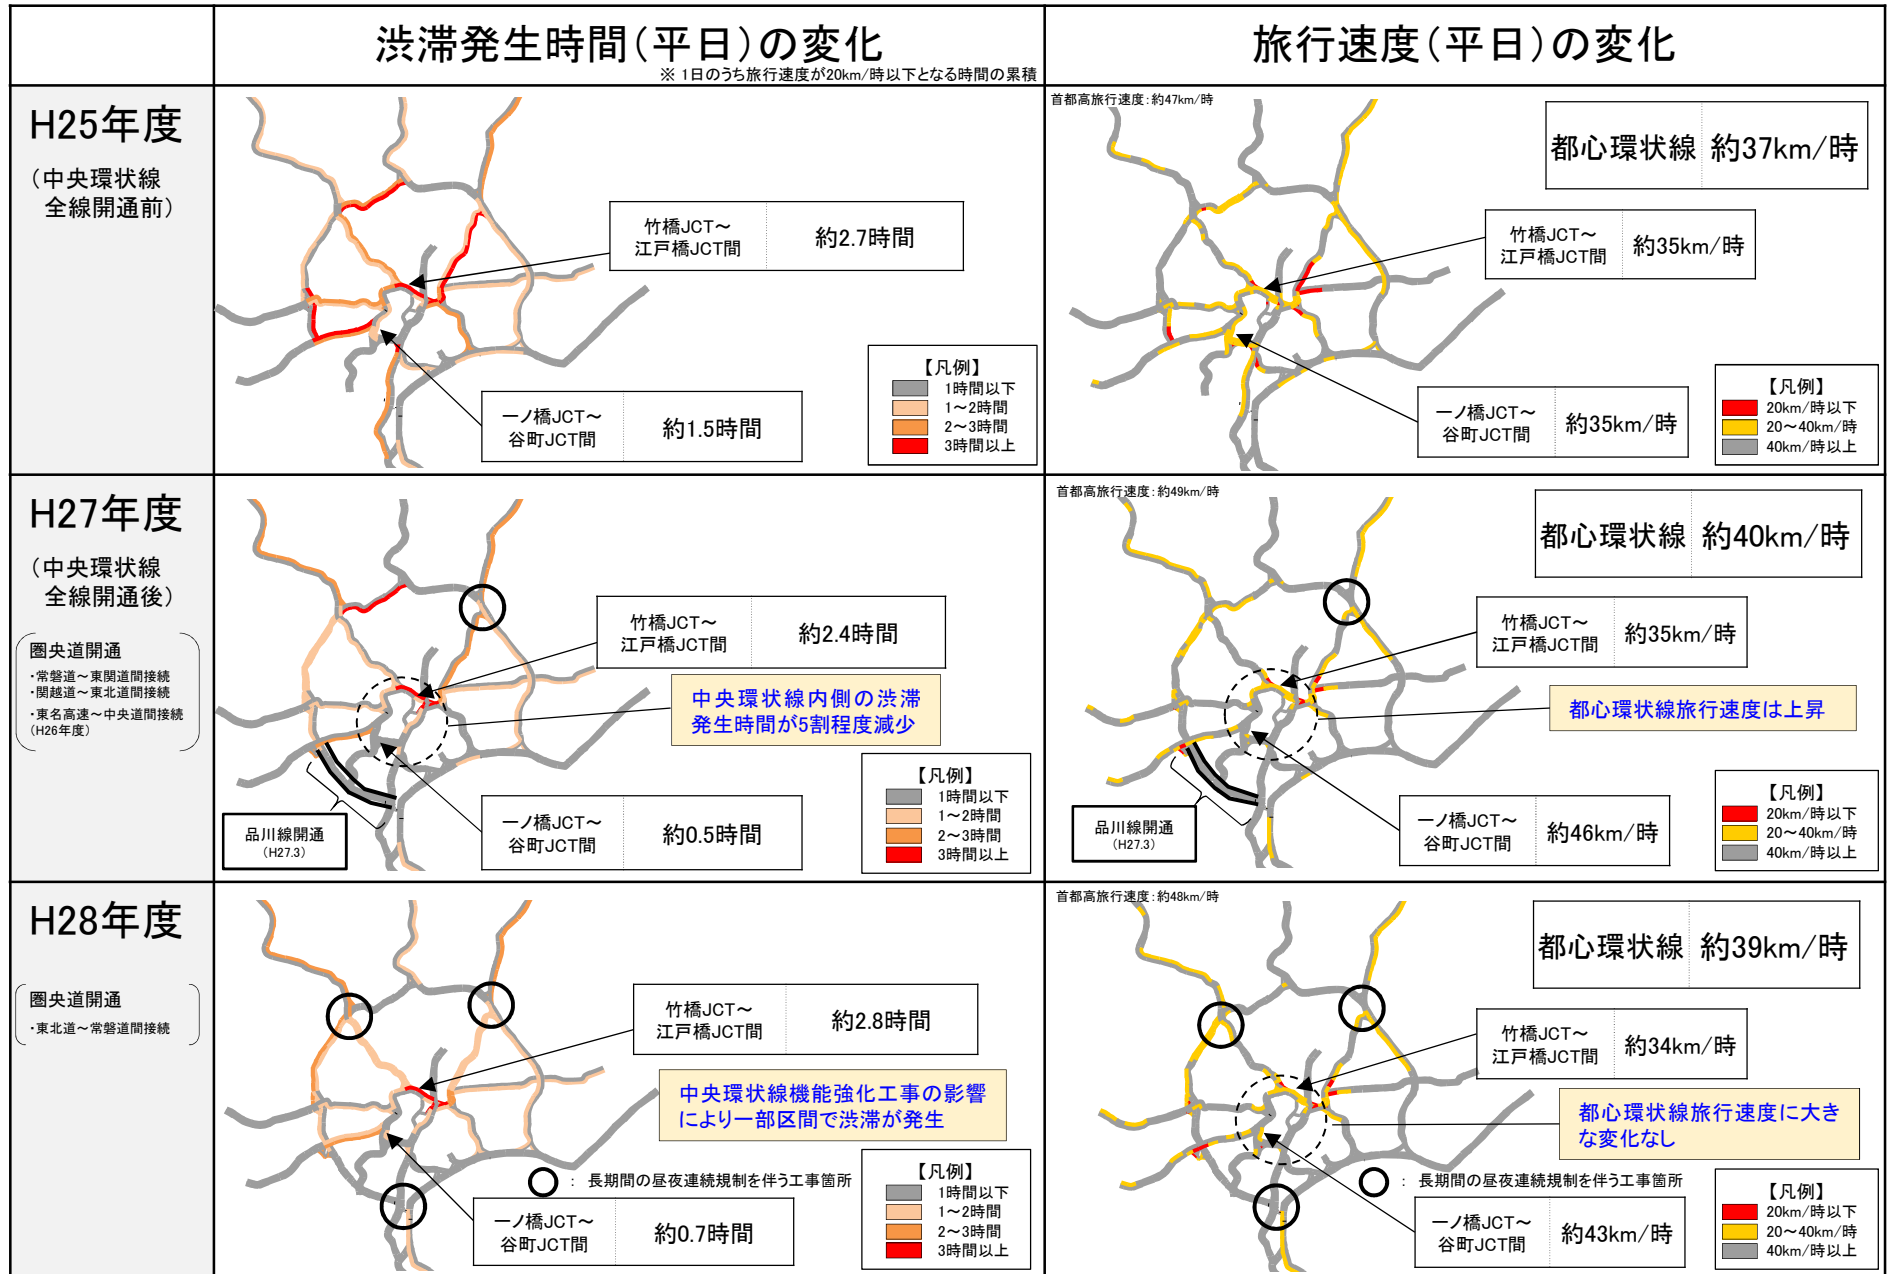 渋滞発生時間（平日）の変化
※ 1日のうち旅行速度が20km/時以下となる時間の累積
旅行速度（平日）の変化
H25年度
（中央環状線
全線開通前）
竹橋JCT～
江戸橋JCT間
約2.7時間
一ノ橋JCT～
谷町JCT間
約1.5時間
【凡例】
1時間以下
1～2時間
2～3時間
3時間以上
首都高旅行速度：約47km/時
都心環状線 約37km/時
竹橋JCT～
江戸橋JCT間
約35km/時
一ノ橋JCT～
谷町JCT間
約35km/時
【凡例】
20km/時以下
20～40km/時
40km/時以上
H27年度
（中央環状線
全線開通後）
圏央道開通
・常磐道～東関道間接続
・関越道～東北道間接続
・東名高速～中央道間接続
（H26年度）
竹橋JCT～
江戸橋JCT間
約2.4時間
中央環状線内側の渋滞
発生時間が5割程度減少
品川線開通
（H27.3）
一ノ橋JCT～
谷町JCT間
約0.5時間
【凡例】
1時間以下
1～2時間
2～3時間
3時間以上
首都高旅行速度：約49km/時
都心環状線 約40km/時
竹橋JCT～
江戸橋JCT間
約35km/時
都心環状線旅行速度は上昇
品川線開通
（H27.3）
一ノ橋JCT～
谷町JCT間
約46km/時
【凡例】
20km/時以下
20～40km/時
40km/時以上
H28年度
圏央道開通
・東北道～常磐道間接続
竹橋JCT～
江戸橋JCT間
約2.8時間
中央環状線機能強化工事の影響
により一部区間で渋滞が発生
： 長期間の昼夜連続規制を伴う工事箇所
一ノ橋JCT～
谷町JCT間
約0.7時間
【凡例】
1時間以下
1～2時間
2～3時間
3時間以上
首都高旅行速度：約48km/時
都心環状線 約39km/時
竹橋JCT～
江戸橋JCT間
約34km/時
都心環状線旅行速度に大き
な変化なし
： 長期間の昼夜連続規制を伴う工事箇所
一ノ橋JCT～
谷町JCT間
約43km/時
【凡例】
20km/時以下
20～40km/時
40km/時以上